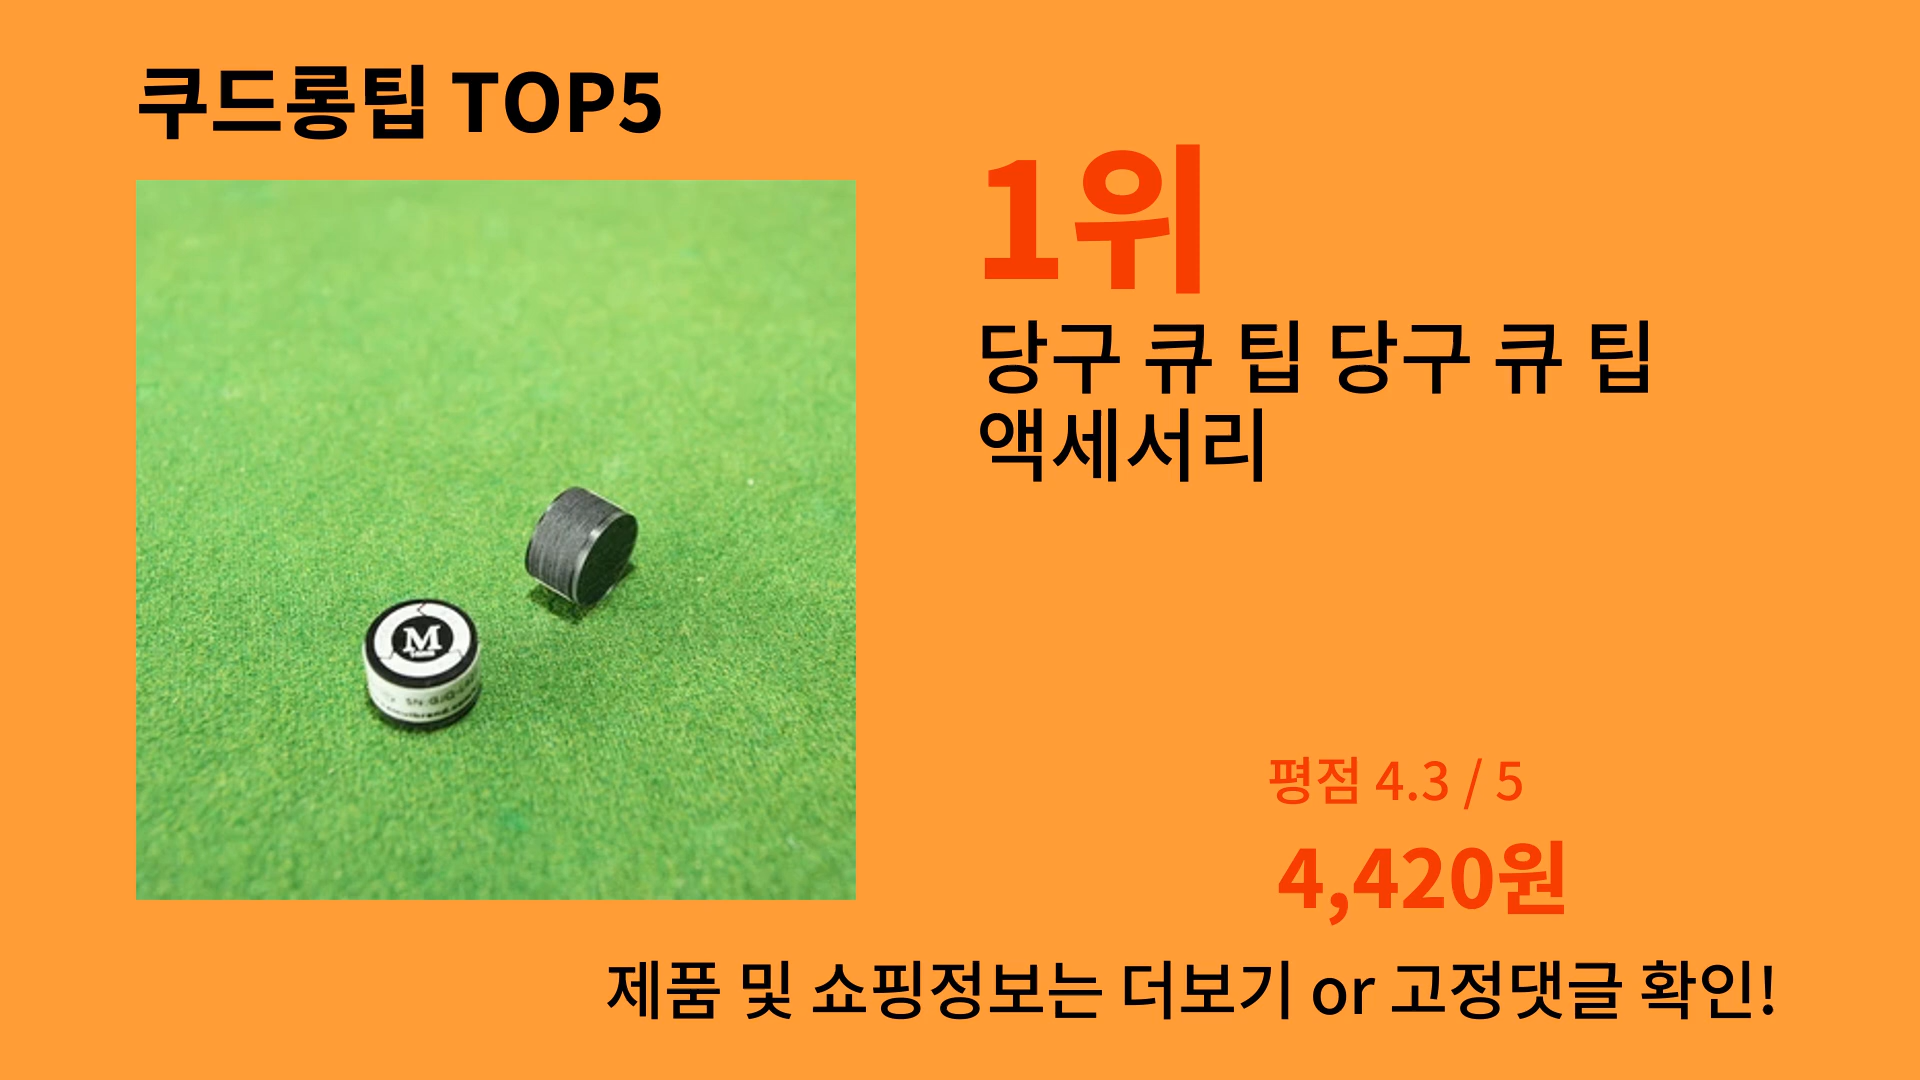 쿠드롱팁 TOP5
1위
당구 큐 팁 당구 큐 팁
액세서리
M
평점 4.3 / 5
4,420원
제품 및 쇼핑정보는 더보기 or 고정댓글 확인!